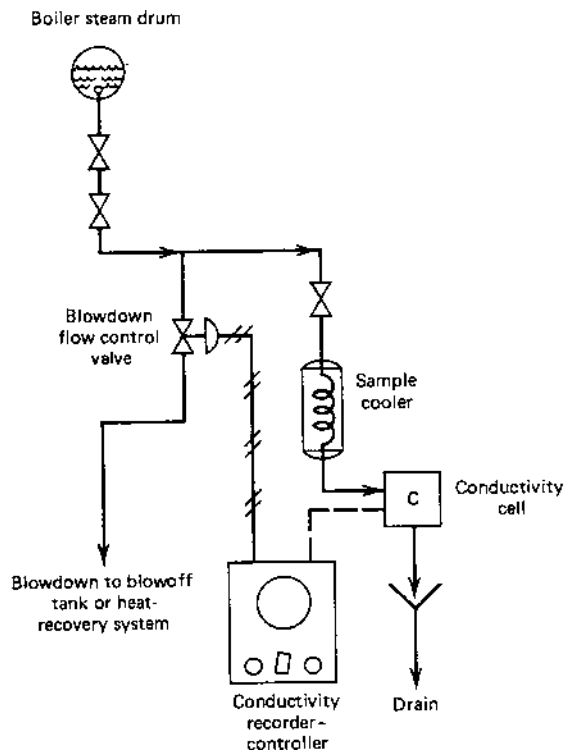 Boiler steam drum
Blowdown
flow control
valve
Sample
cooler
C
Conductivity
cell
Blowdown to blowoff
tank or heat-
recovery system
Conductivity
recorder-
controller
Drain